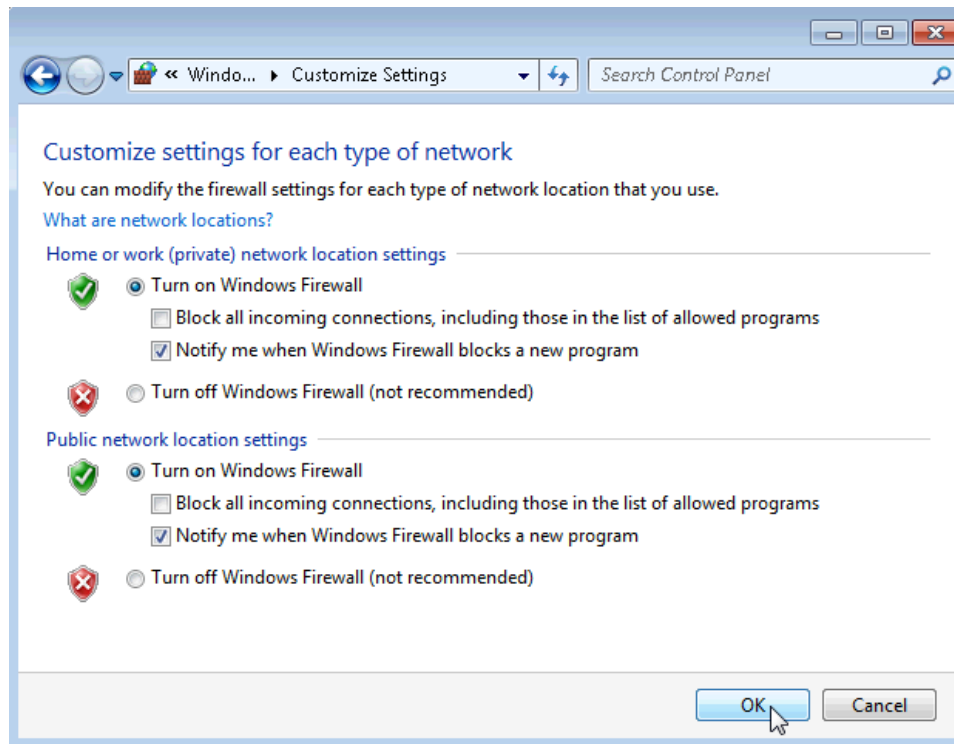 « Windo... ▸ Customize Settings Search Control Panel
Customize settings for each type of network
You can modify the firewall settings for each type of network location that you use.
What are network locations?
Home or work (private) network location settings
Turn on Windows Firewall
Block all incoming connections, including those in the list of allowed programs
Notify me when Windows Firewall blocks a new program
Turn off Windows Firewall (not recommended)
Public network location settings
Turn on Windows Firewall
Block all incoming connections, including those in the list of allowed programs
Notify me when Windows Firewall blocks a new program
Turn off Windows Firewall (not recommended)
OK Cancel